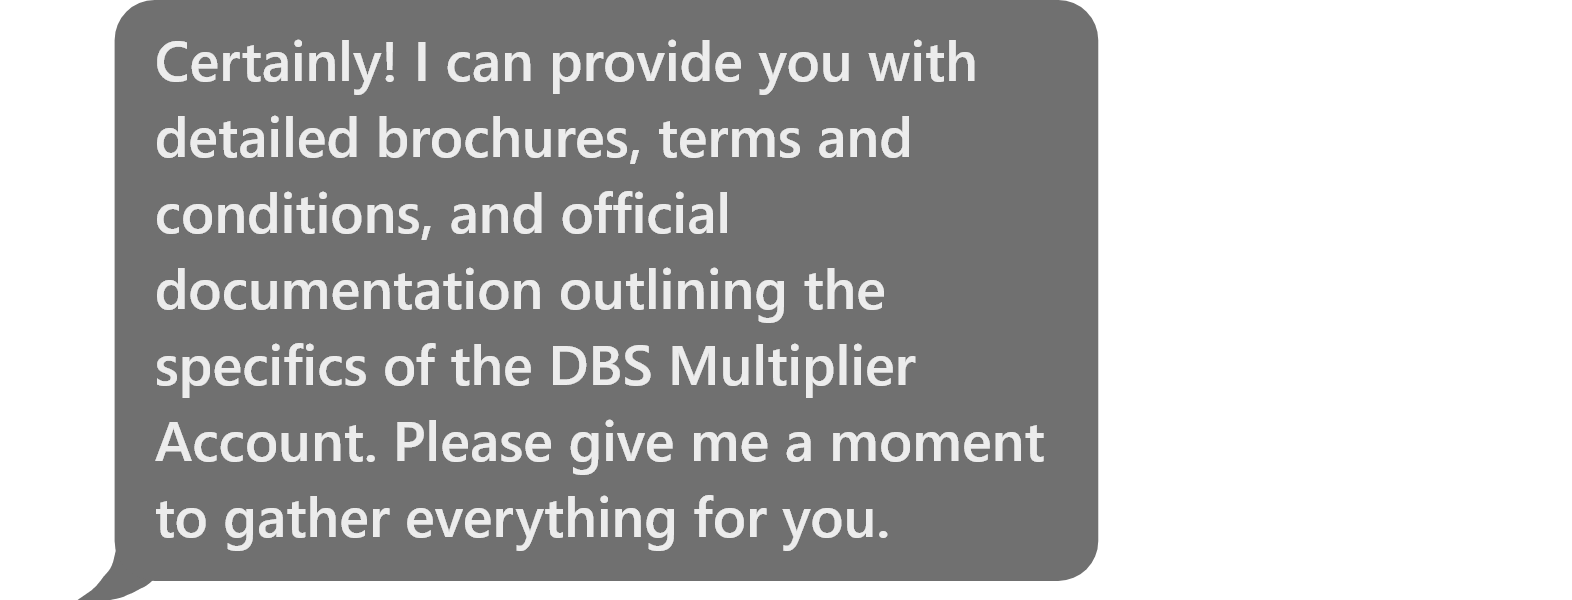 Certainly! I can provide you with
detailed brochures, terms and
conditions, and official
documentation outlining the
specifics of the DBS Multiplier
Account. Please give me a moment
to gather everything for you.